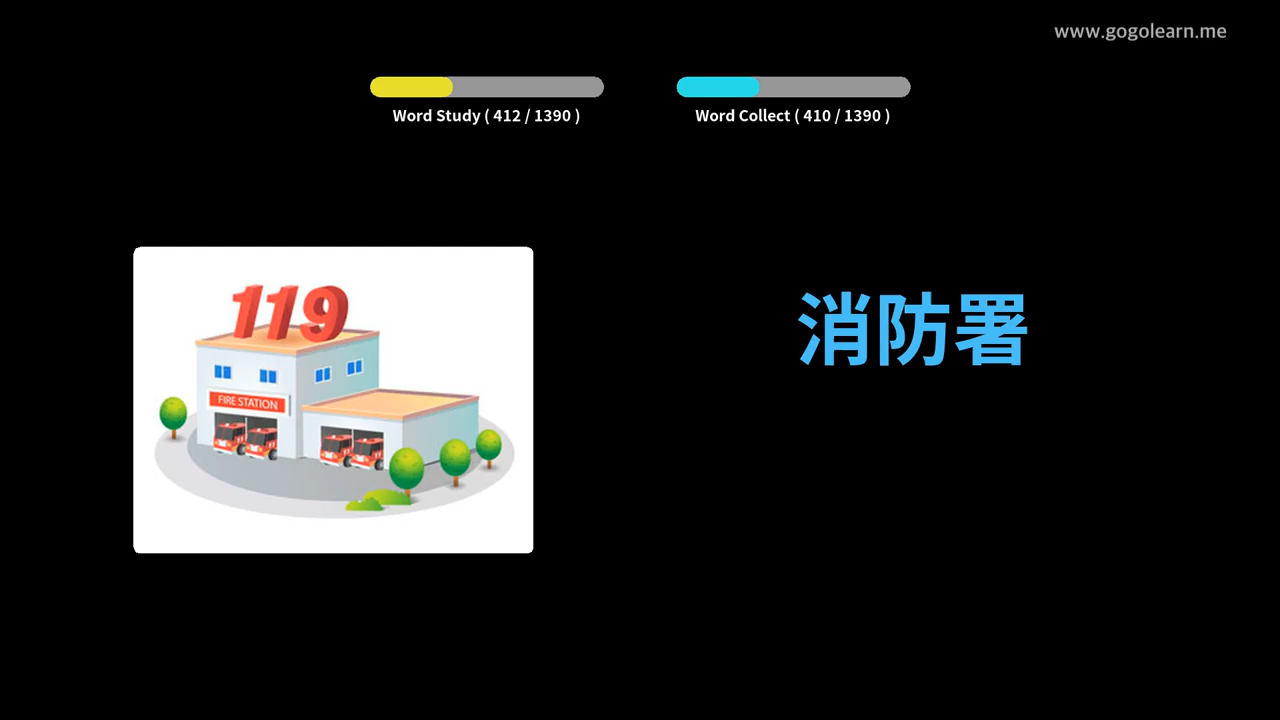 www.gogolearn.me
Word Study ( 412 / 1390 )
Word Collect ( 410 / 1390 )
119
FIRE STATION
消防署